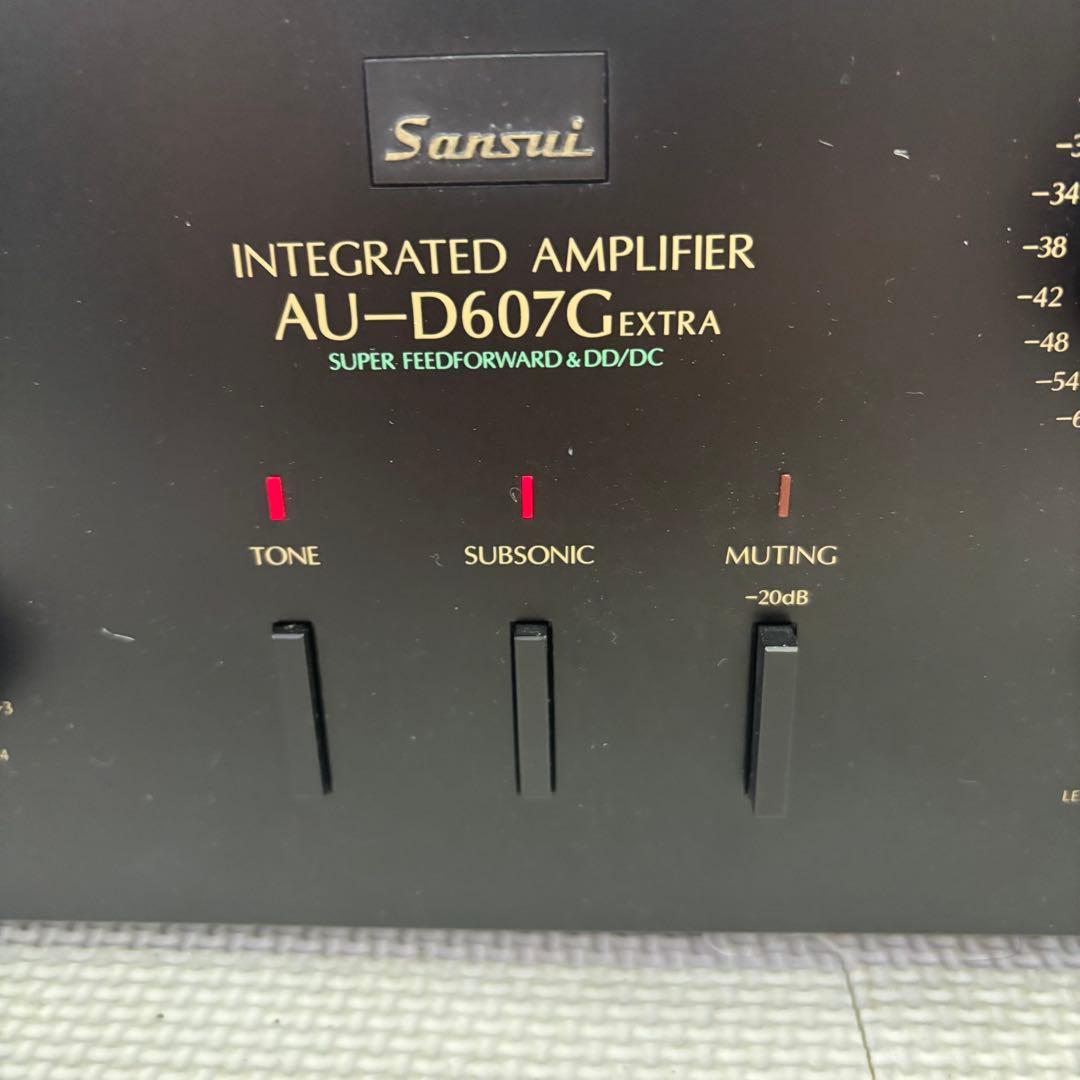 Sansui
INTEGRATED AMPLIFIER
AU-D607G EXTRA
SUPER FEEDFORWARD & DD/DC
TONE
SUBSONIC
MUTING
-20dB
-34
-38
-42
-48
-54